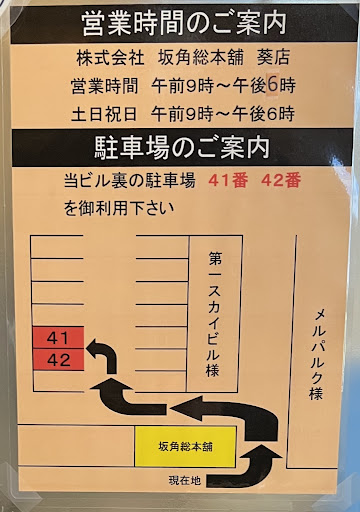 営業時間のご案内
株式会社 坂角総本舗 葵店
営業時間 午前9時～午後6時
土日祝日 午前9時～午後6時
駐車場のご案内
当ビル裏の駐車場 41番 42番
を御利用下さい
第一スカイビル様
メルパルク様
41
42
坂角総本舗
現在地